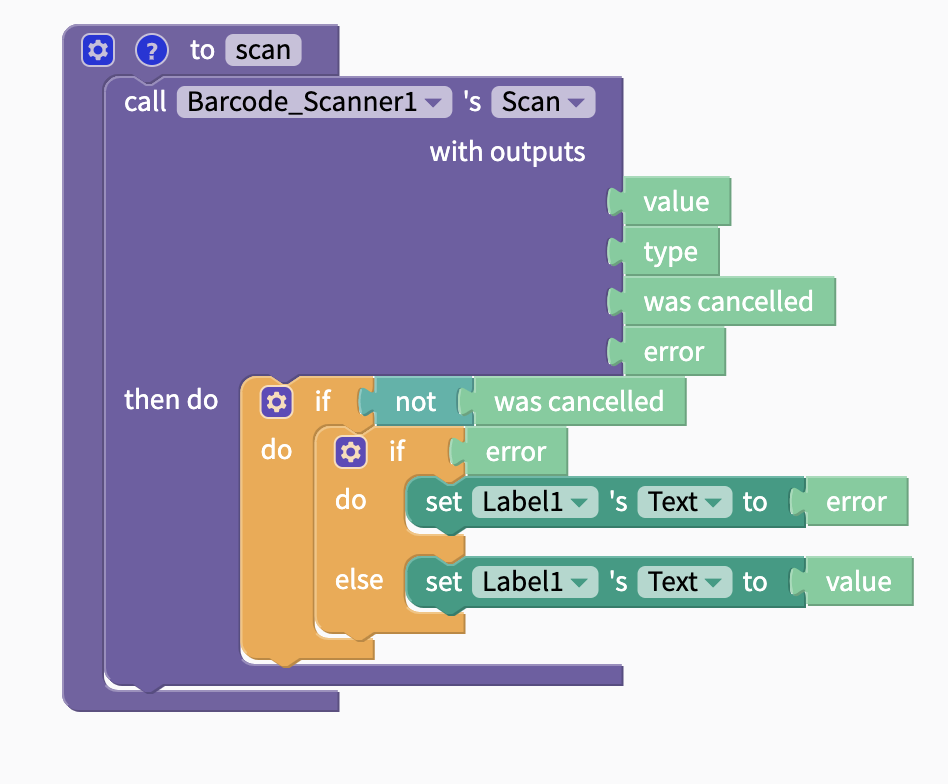 ? to scan
call Barcode_Scanner1 's Scan
with outputs
value
type
was cancelled
error
then do if not was cancelled
do if error
do set Label1 's Text to error
else set Label1 's Text to value